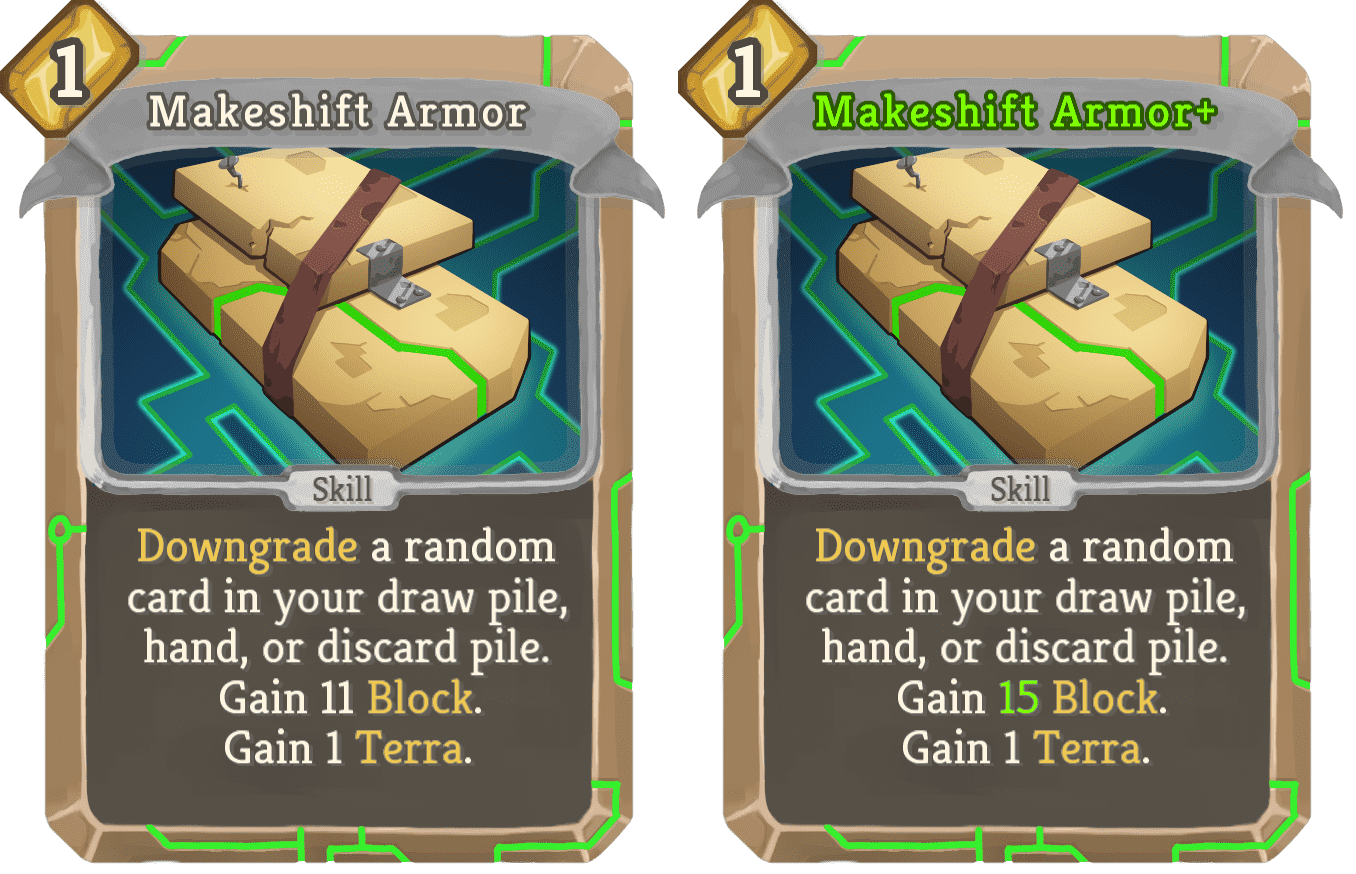 1
Makeshift Armor
Skill
Downgrade a random
card in your draw pile,
hand, or discard pile.
Gain 11 Block.
Gain 1 Terra.
1
Makeshift Armor+
Skill
Downgrade a random
card in your draw pile,
hand, or discard pile.
Gain 15 Block.
Gain 1 Terra.